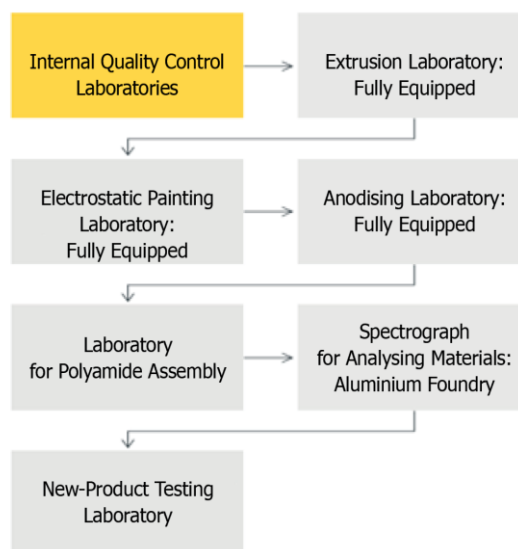 Internal Quality Control
Laboratories
Extrusion Laboratory:
Fully Equipped
Electrostatic Painting
Laboratory:
Fully Equipped
Anodising Laboratory:
Fully Equipped
Laboratory
for Polyamide Assembly
Spectrograph
for Analysing Materials:
Aluminium Foundry
New-Product Testing
Laboratory